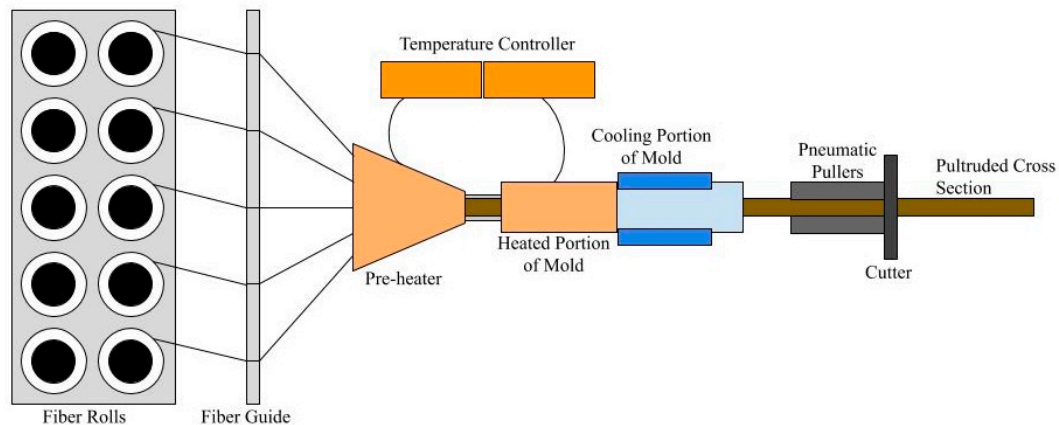 Temperature Controller
Cooling Portion
of Mold
Pneumatic
Pullers
Pultruded Cross
Section
Heated Portion
of Mold
Pre-heater
Cutter
Fiber Rolls
Fiber Guide